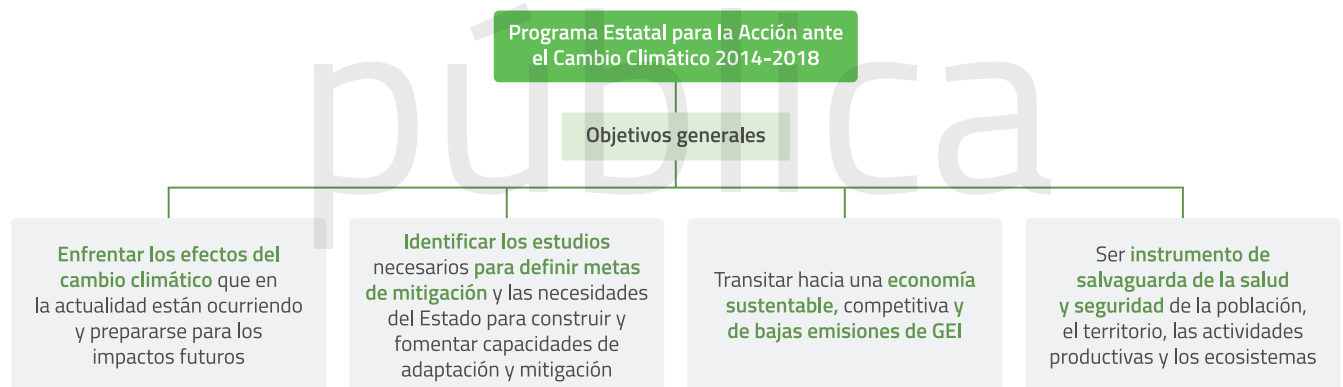 Programa Estatal para la Acción ante
el Cambio Climático 2014-2018
pública
Objetivos generales
Enfrentar los efectos del
cambio climático que en
la actualidad están ocurriendo
y prepararse para los
impactos futuros
Identificar los estudios
necesarios para definir metas
de mitigación y las necesidades
del Estado para construir y
fomentar capacidades de
adaptación y mitigación
Transitar hacia una economía
sustentable, competitiva y
de bajas emisiones de GEI
Ser instrumento de
salvaguarda de la salud
y seguridad de la población,
el territorio, las actividades
productivas y los ecosistemas